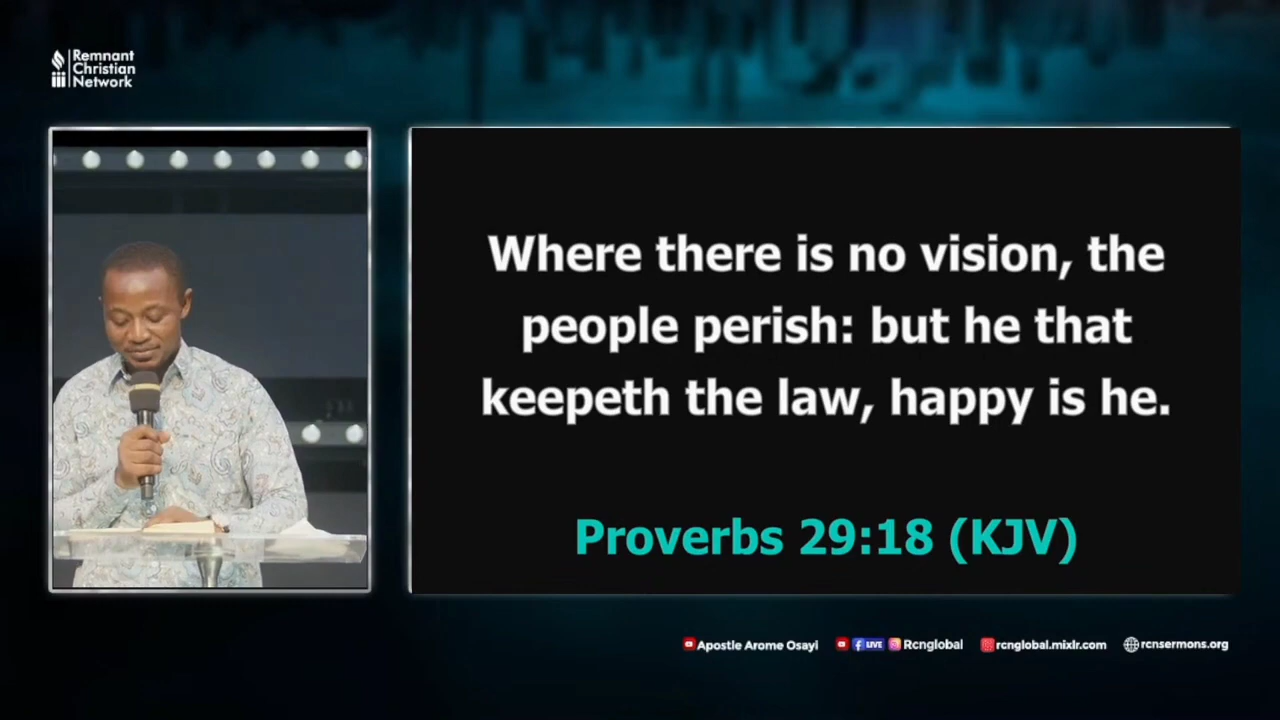 Remnant
Christian
Network
Where there is no vision, the
people perish: but he that
keepeth the law, happy is he.
Proverbs 29:18 (KJV)
Apostle Arome Osayi
LIVE
Rcnglobal
rcnglobal.mixlr.com
rcnsermons.org